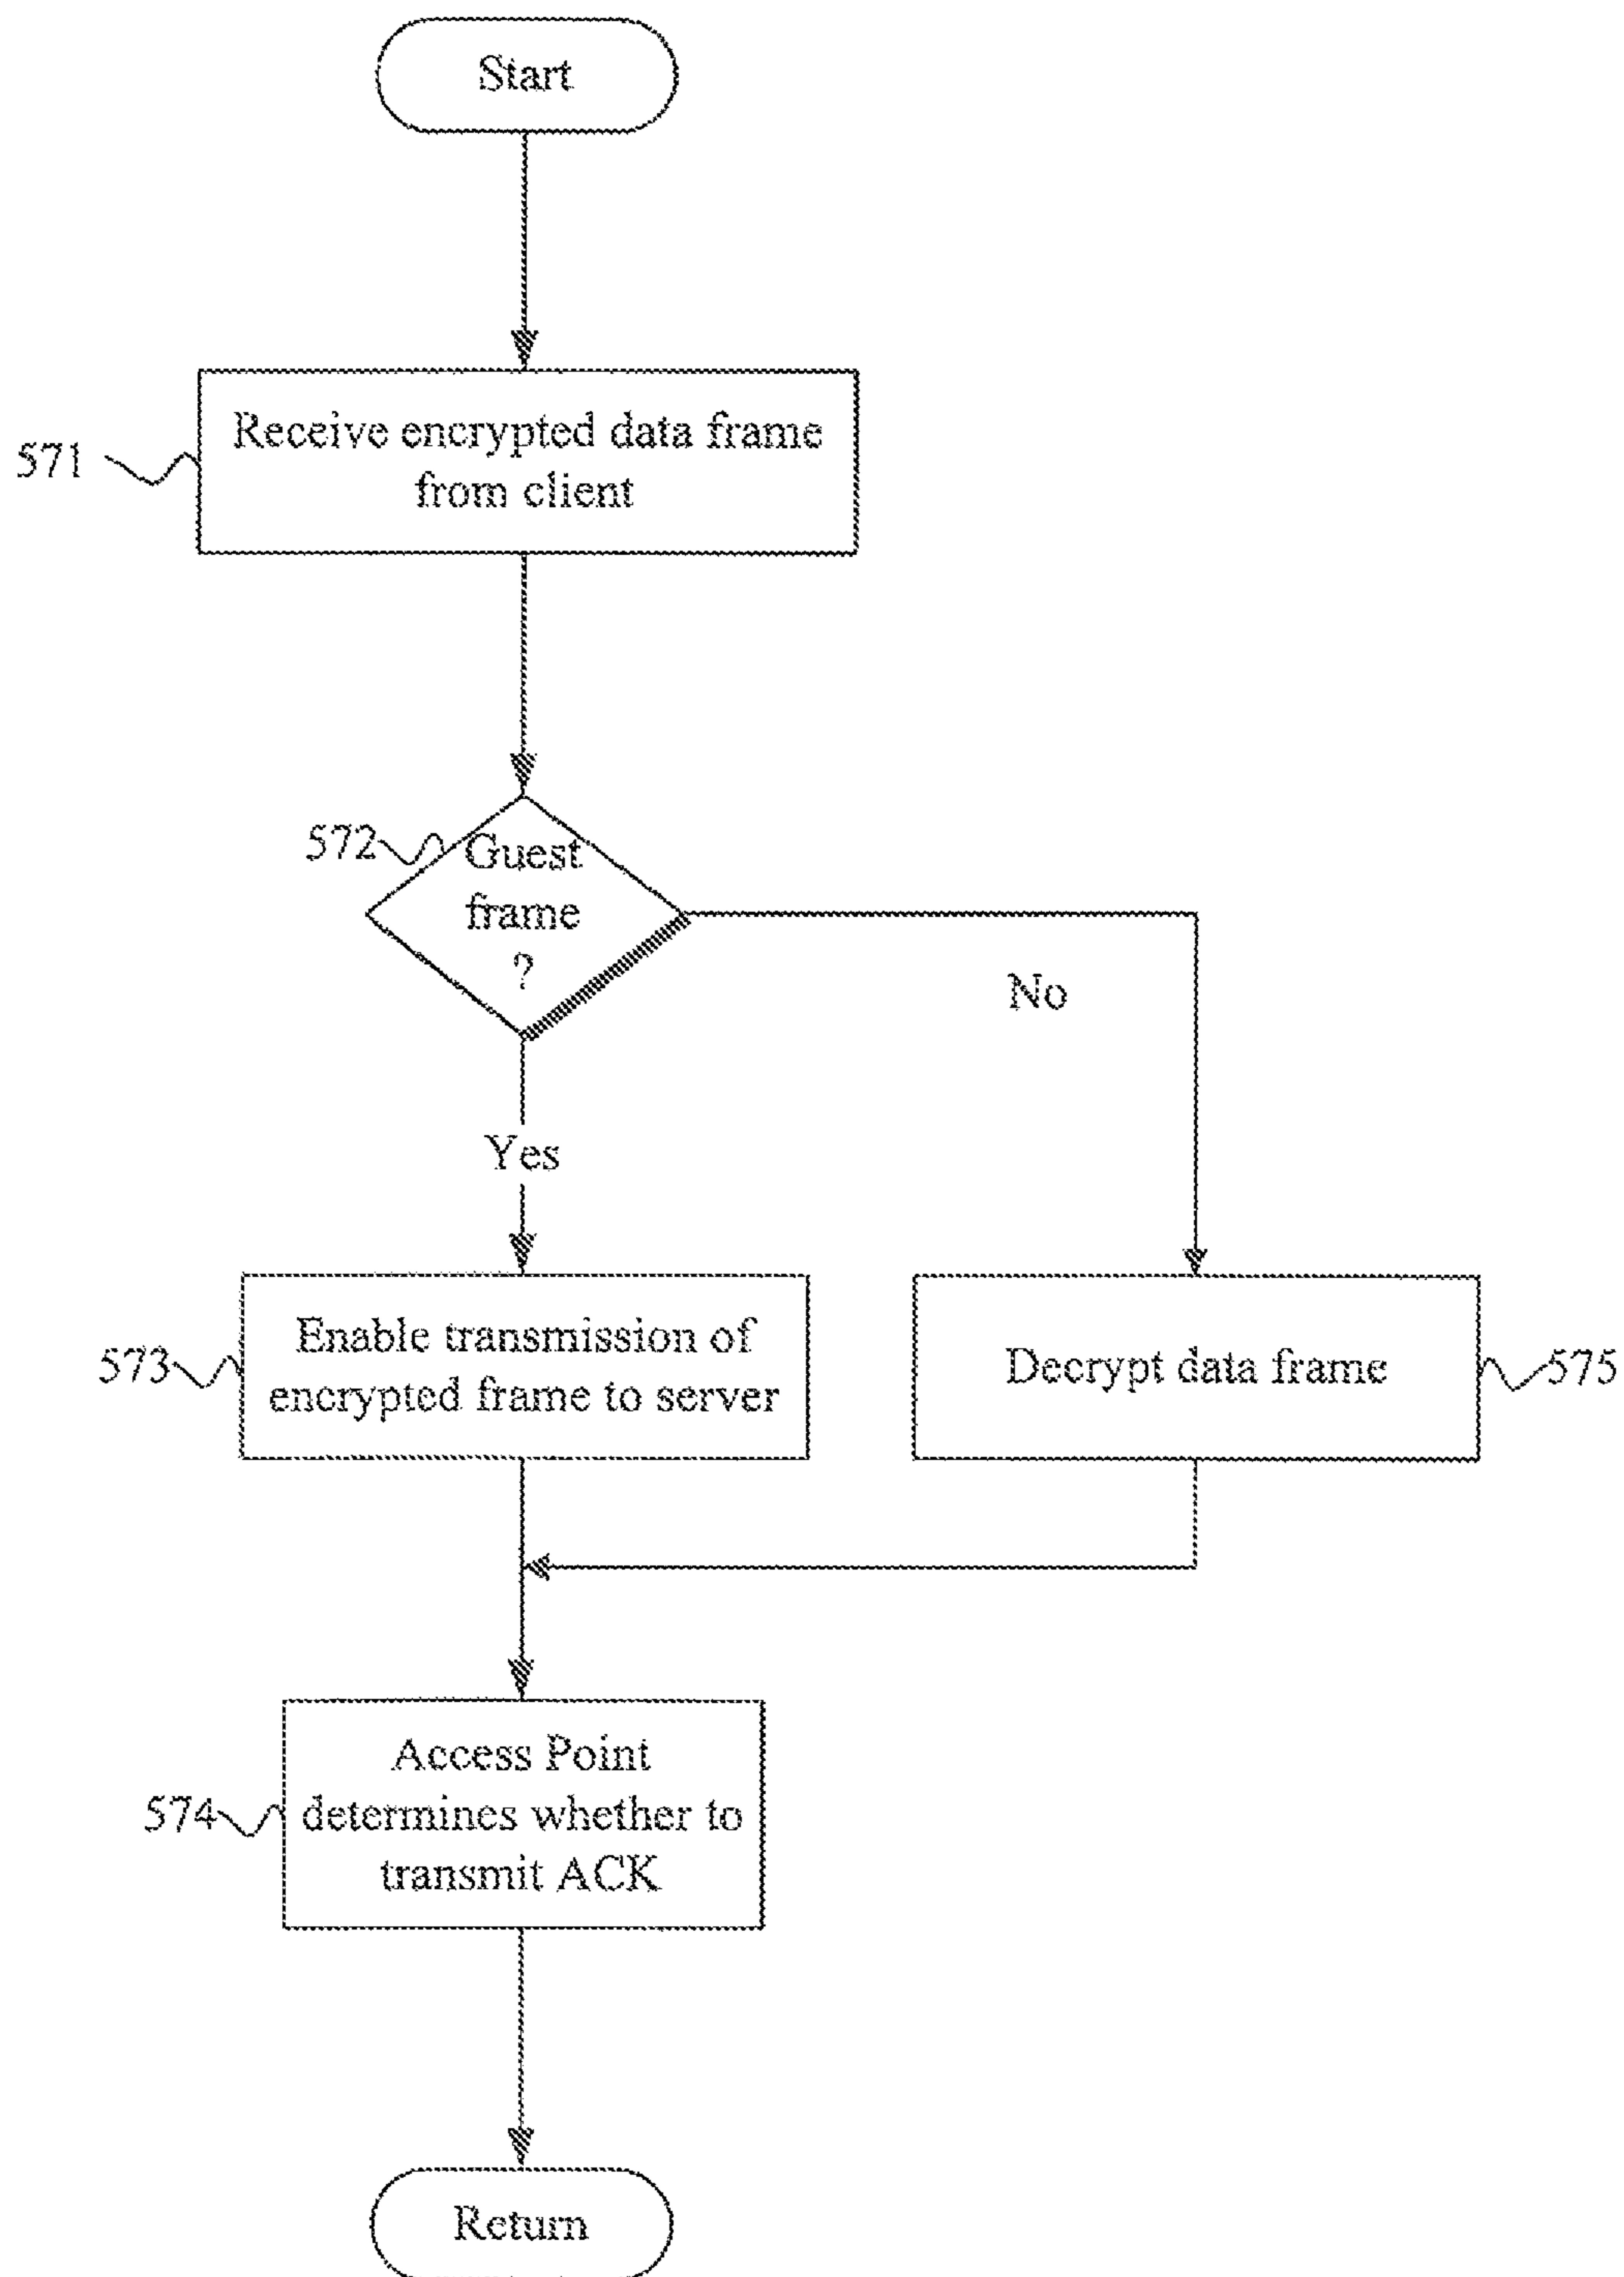 Start
571
Receive encrypted data frame
from client
572
Guest
frame
?
No
Yes
573
Enable transmission of
encrypted frame to server
Decrypt data frame
575
574
Access Point
determines whether to
transmit ACK
Return